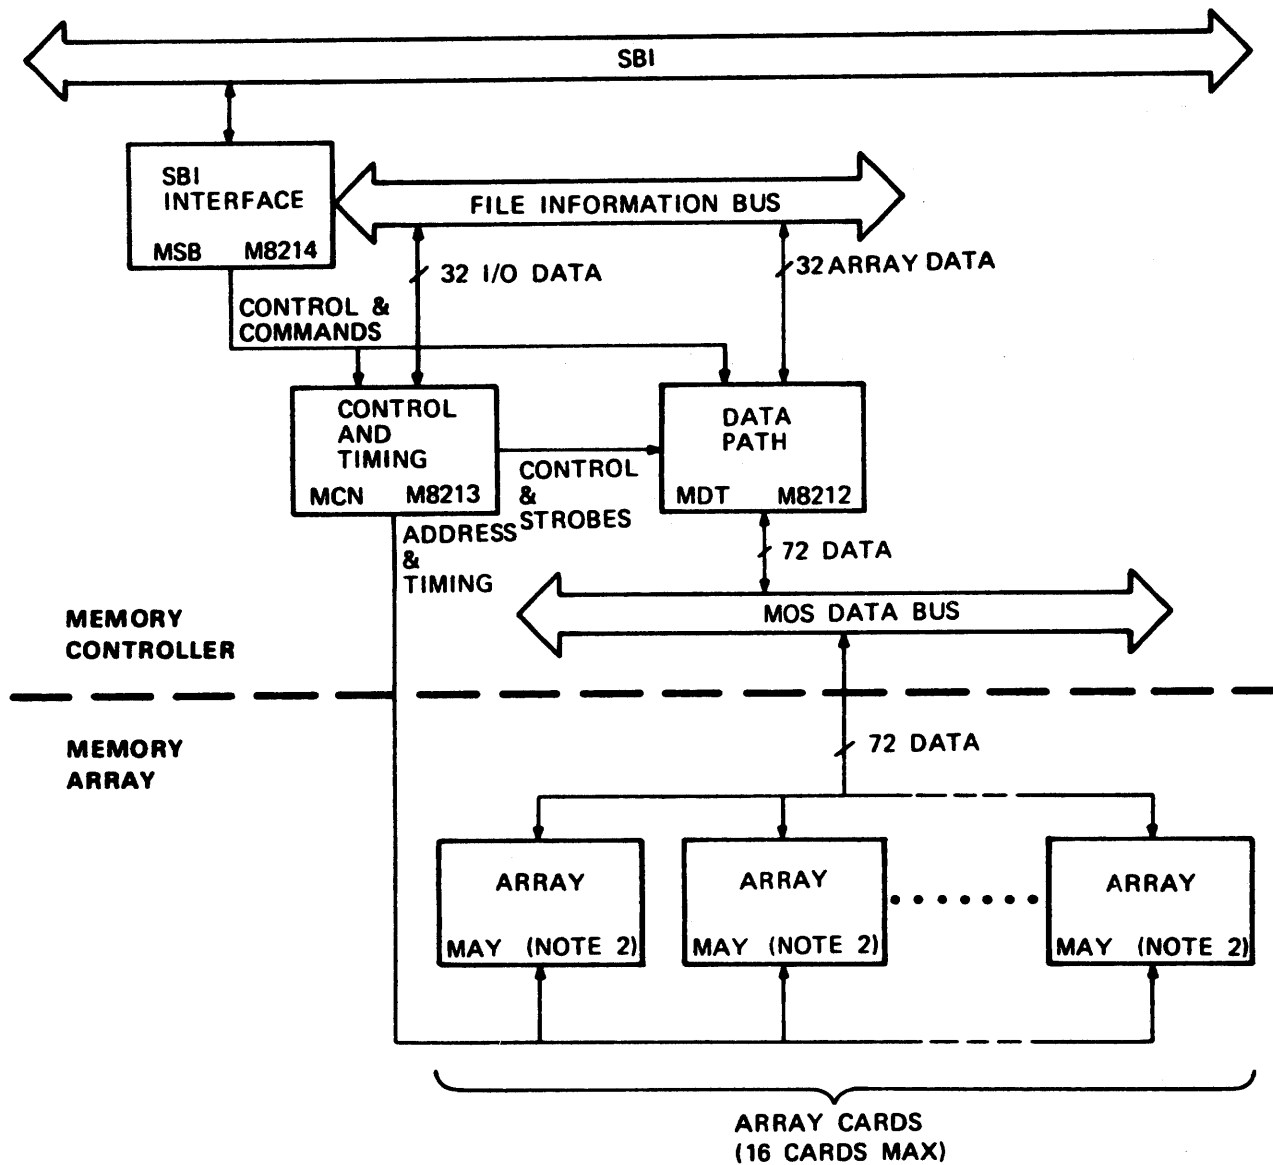 SBI
SBI
INTERFACE
MSB M8214
FILE INFORMATION BUS
32 I/O DATA
32 ARRAY DATA
CONTROL &
COMMANDS
CONTROL
AND
TIMING
MCN M8213
DATA
PATH
MDT M8212
CONTROL
&
STROBES
ADDRESS
&
TIMING
72 DATA
MOS DATA BUS
MEMORY
CONTROLLER
MEMORY
ARRAY
72 DATA
ARRAY
MAY (NOTE 2)
ARRAY
MAY (NOTE 2)
ARRAY
MAY (NOTE 2)
ARRAY CARDS
(16 CARDS MAX)